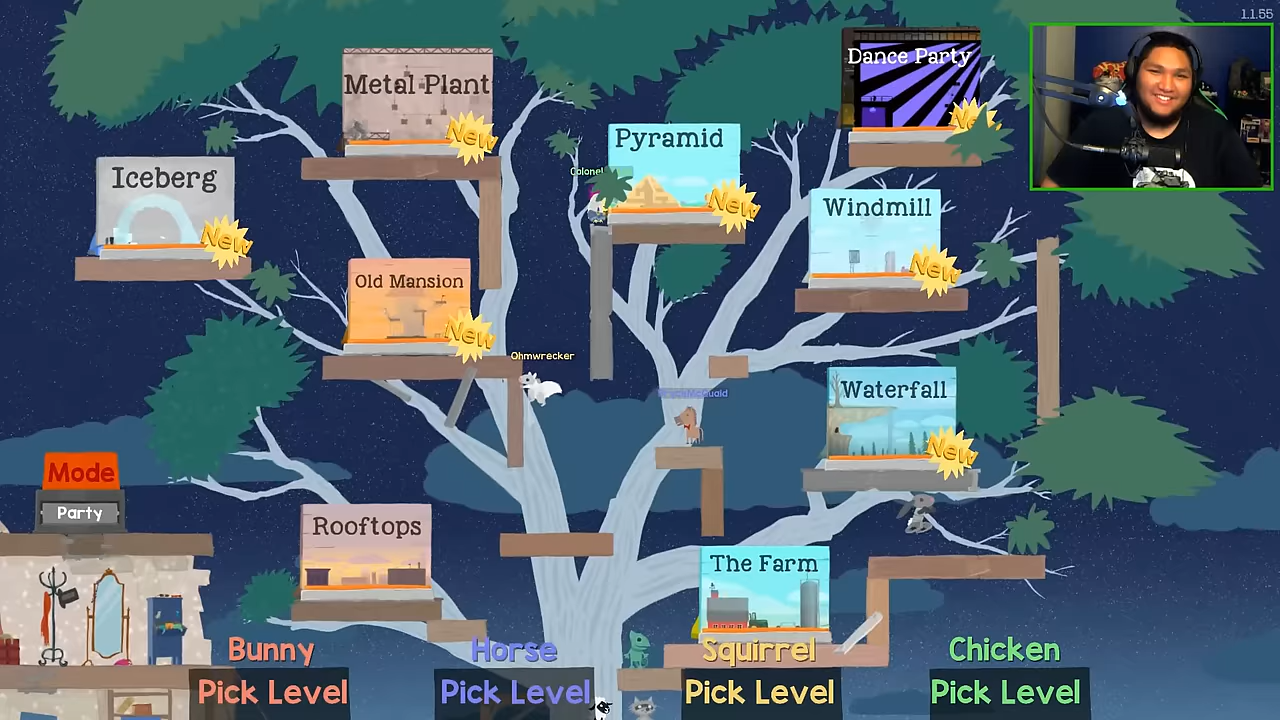 1.1.55
Dance Party
New
Metal Plant
New
Pyramid
New
Iceberg
New
Colonel
Windmill
New
Old Mansion
New
Ohmwrecker
Waterfall
New
Mode
Party
Rooftops
The Farm
Bunny
Pick Level
Horse
Pick Level
Squirrel
Pick Level
Chicken
Pick Level